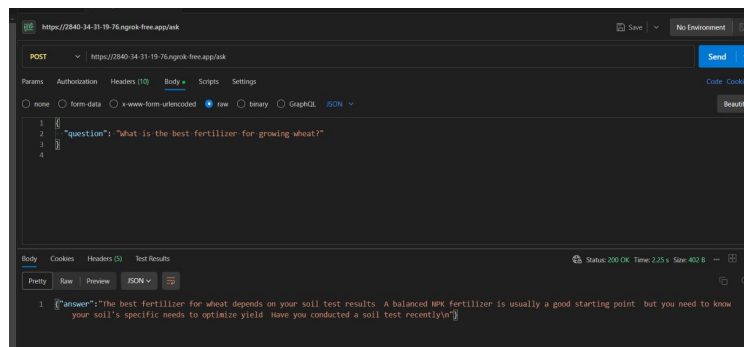 https://2840-34-31-19-76.ngrok-free.app/ask
Save
No Environment
POST
https://2840-34-31-19-76.ngrok-free.app/ask
Send
Params Authorization Headers (10) Body Scripts Settings
Code Cooki
none form-data x-www-form-urlencoded raw binary GraphQL JSON
Beautif
1 {
2 "question": "What is the best fertilizer for growing wheat?"
3 }
4
Body Cookies Headers (5) Test Results
Status: 200 OK Time: 2.25 s Size: 402 B
Pretty Raw Preview JSON
1 {"answer":"The best fertilizer for wheat depends on your soil test results  A balanced NPK fertilizer is usually a good starting point  but you need to know
your soil's specific needs to optimize yield  Have you conducted a soil test recently\n"}